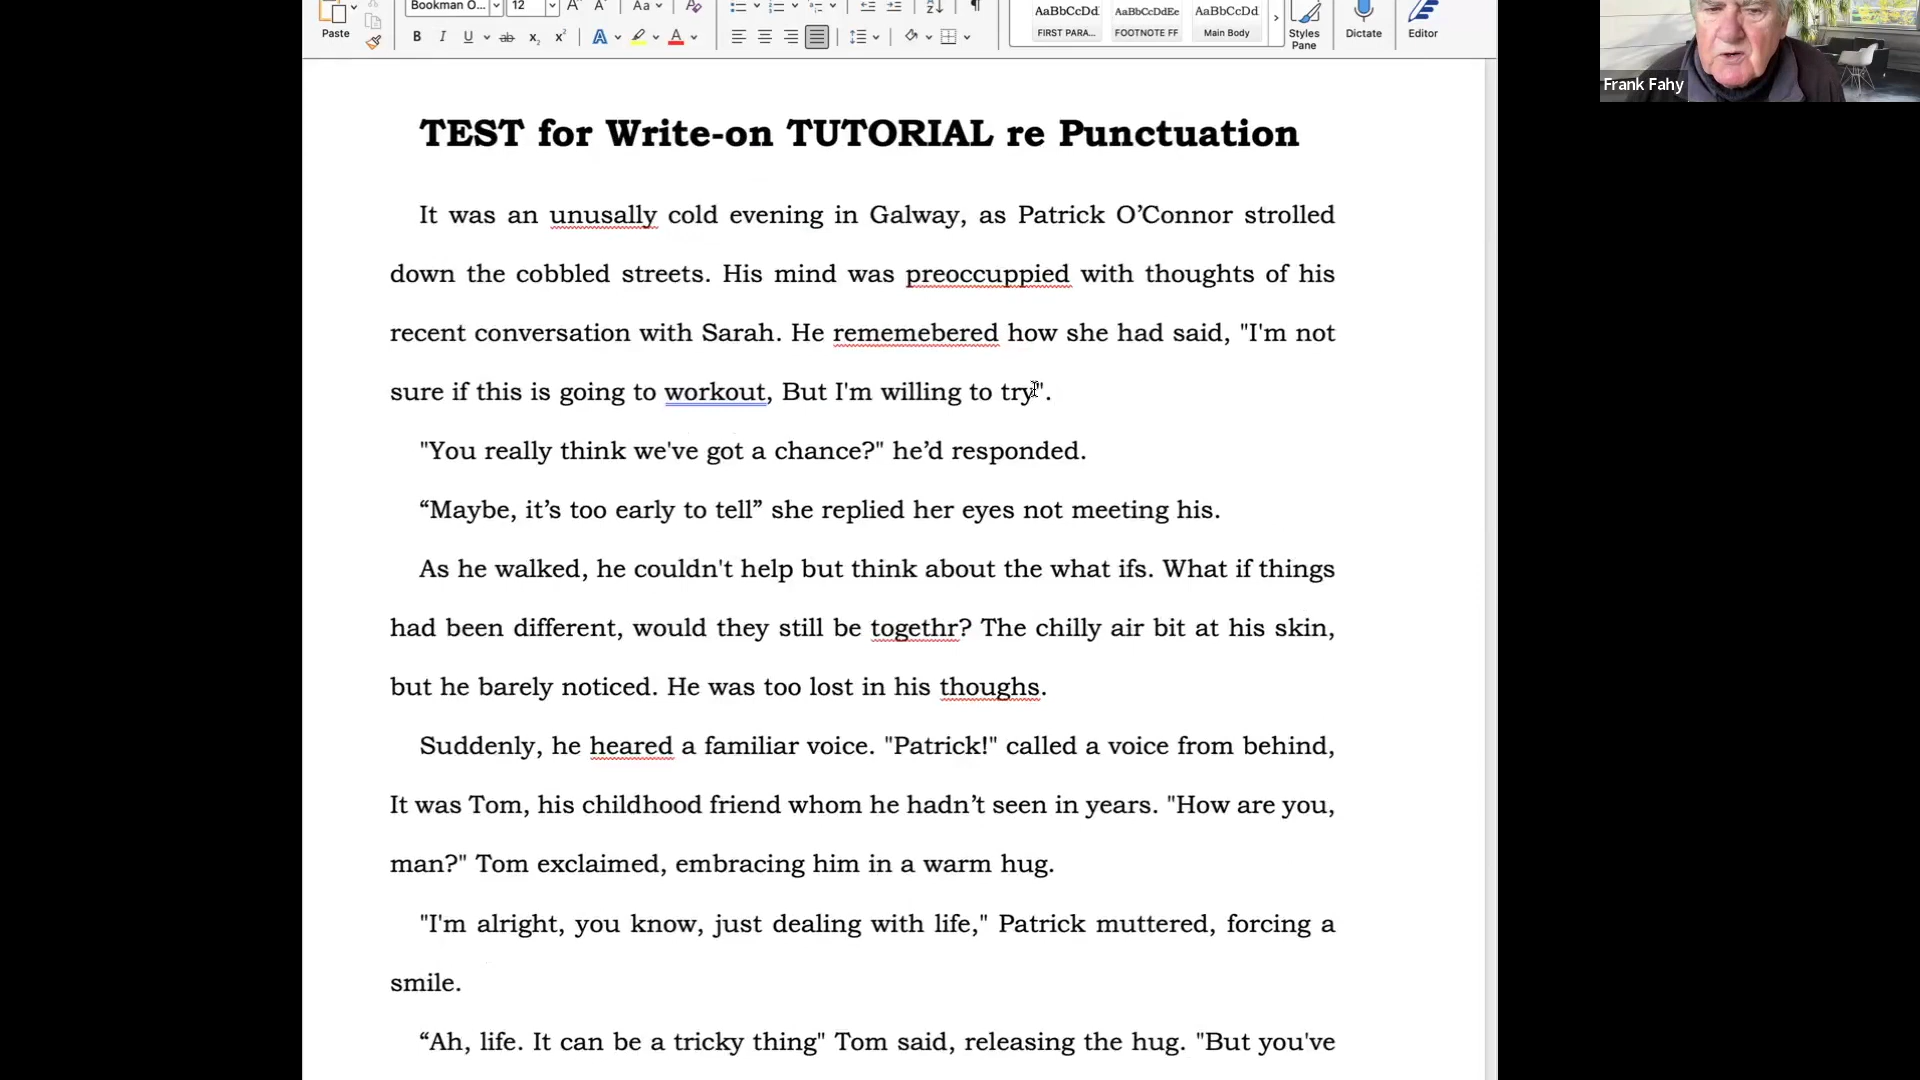 Bookman O... 12 A A Aa
AaBbCcDd AaBbCcDdEe AaBbCcDd
Paste B I U ab x₂ x² A A FIRST PARA... FOOTNOTE FF Main Body Styles Pane Dictate Editor
Frank Fahy
TEST for Write-on TUTORIAL re Punctuation
It was an unusally cold evening in Galway, as Patrick O’Connor strolled
down the cobbled streets. His mind was preoccuppied with thoughts of his
recent conversation with Sarah. He rememebered how she had said, "I'm not
sure if this is going to workout, But I'm willing to try".
"You really think we've got a chance?" he’d responded.
“Maybe, it’s too early to tell” she replied her eyes not meeting his.
As he walked, he couldn't help but think about the what ifs. What if things
had been different, would they still be togethr? The chilly air bit at his skin,
but he barely noticed. He was too lost in his thoughs.
Suddenly, he heared a familiar voice. "Patrick!" called a voice from behind,
It was Tom, his childhood friend whom he hadn’t seen in years. "How are you,
man?" Tom exclaimed, embracing him in a warm hug.
"I'm alright, you know, just dealing with life," Patrick muttered, forcing a
smile.
“Ah, life. It can be a tricky thing" Tom said, releasing the hug. "But you've